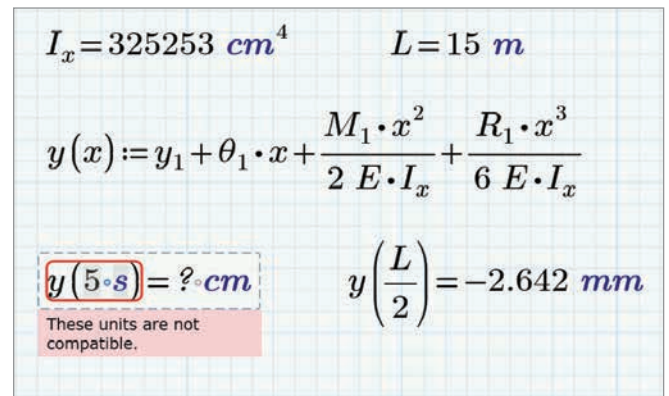 Iₓ=325253 cm⁴ L=15 m
y(x):=y₁+θ₁⋅x+(M₁⋅x²)/(2 E⋅Iₓ)+(R₁⋅x³)/(6 E⋅Iₓ)
y(5∘s)=?∘cm y(L/2)=−2.642 mm
These units are not
compatible.